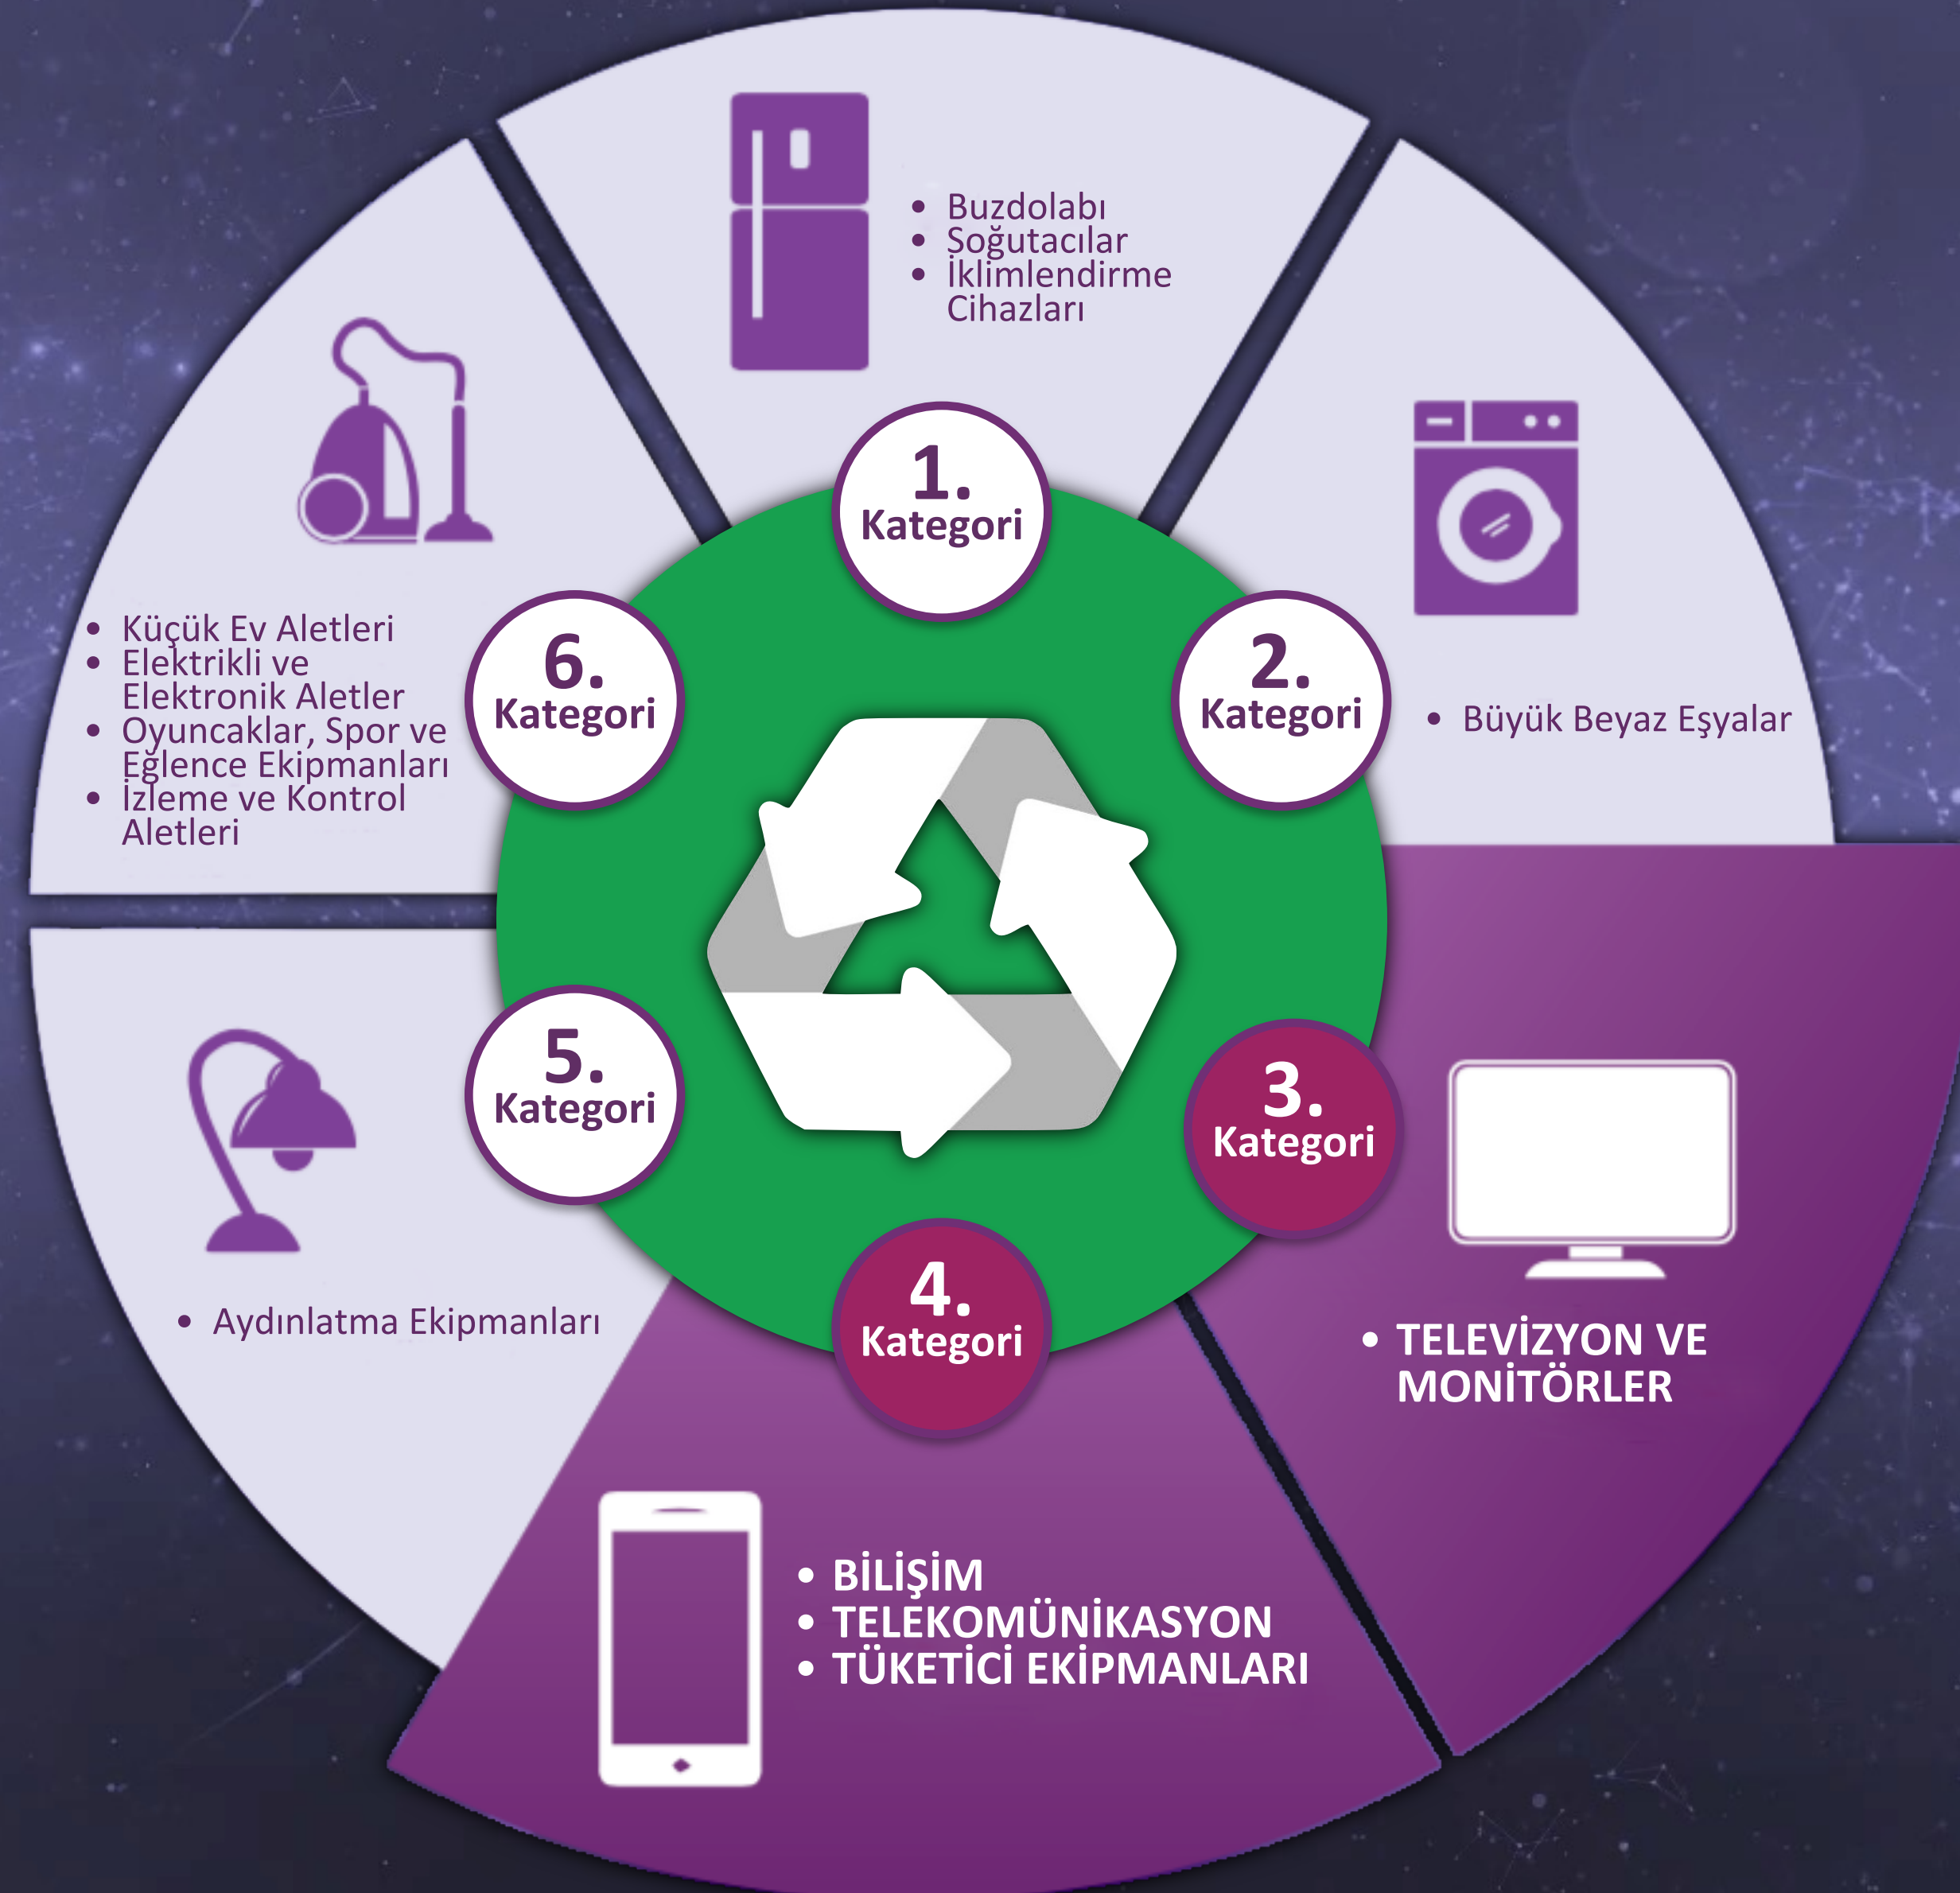 1.
Kategori
• Buzdolabı
• Soğutacılar
• İklimlendirme
Cihazları
2.
Kategori
• Büyük Beyaz Eşyalar
3.
Kategori
• TELEVİZYON VE
MONİTÖRLER
4.
Kategori
• BİLİŞİM
• TELEKOMÜNİKASYON
• TÜKETİCİ EKİPMANLARI
5.
Kategori
• Aydınlatma Ekipmanları
6.
Kategori
• Küçük Ev Aletleri
• Elektrikli ve
Elektronik Aletler
• Oyuncaklar, Spor ve
Eğlence Ekipmanları
• İzleme ve Kontrol
Aletleri